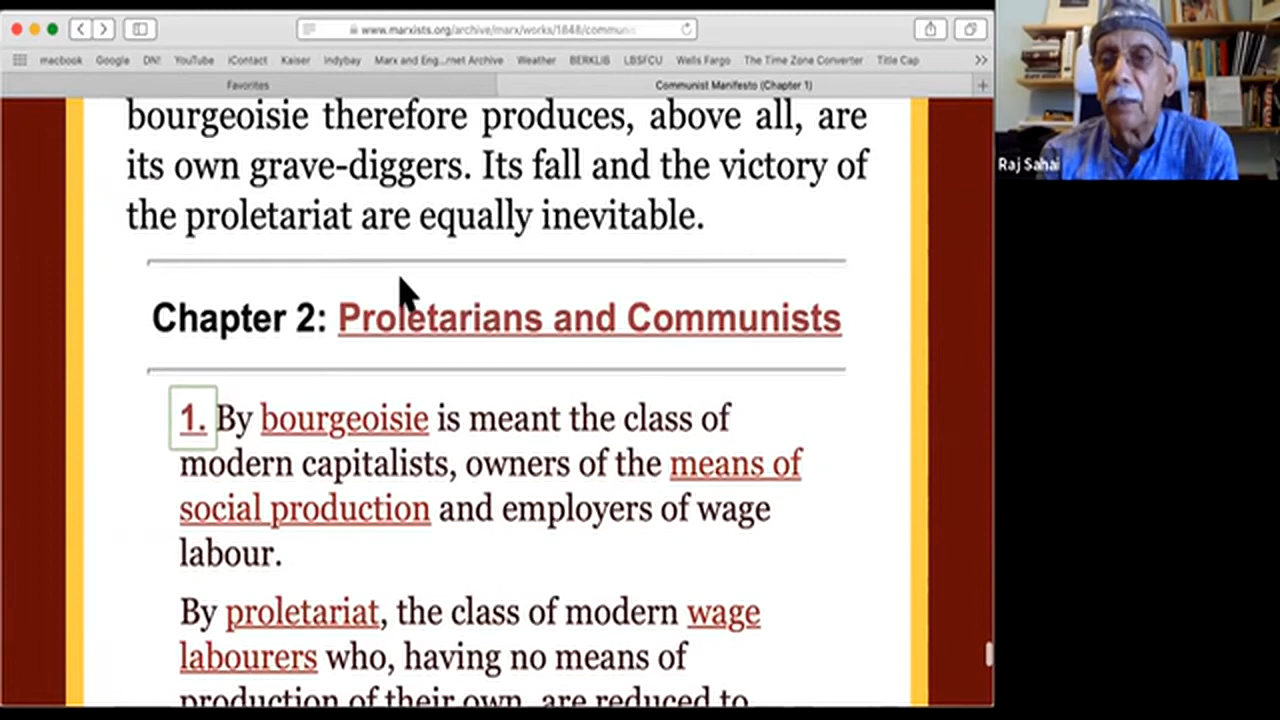 www.marxists.org/archive/marx/works/1848/communis
macbook Google DN! YouTube iContact Kaiser Indybay Marx and Eng...rnet Archive Weather BERKLIB LBSFCU Wells Fargo The Time Zone Converter Title Cap
Favorites Communist Manifesto (Chapter 1)
bourgeoisie therefore produces, above all, are
its own grave-diggers. Its fall and the victory of
the proletariat are equally inevitable.
Chapter 2: Proletarians and Communists
1. By bourgeoisie is meant the class of
modern capitalists, owners of the means of
social production and employers of wage
labour.
By proletariat, the class of modern wage
labourers who, having no means of
production of their own, are reduced to
Raj Sahai